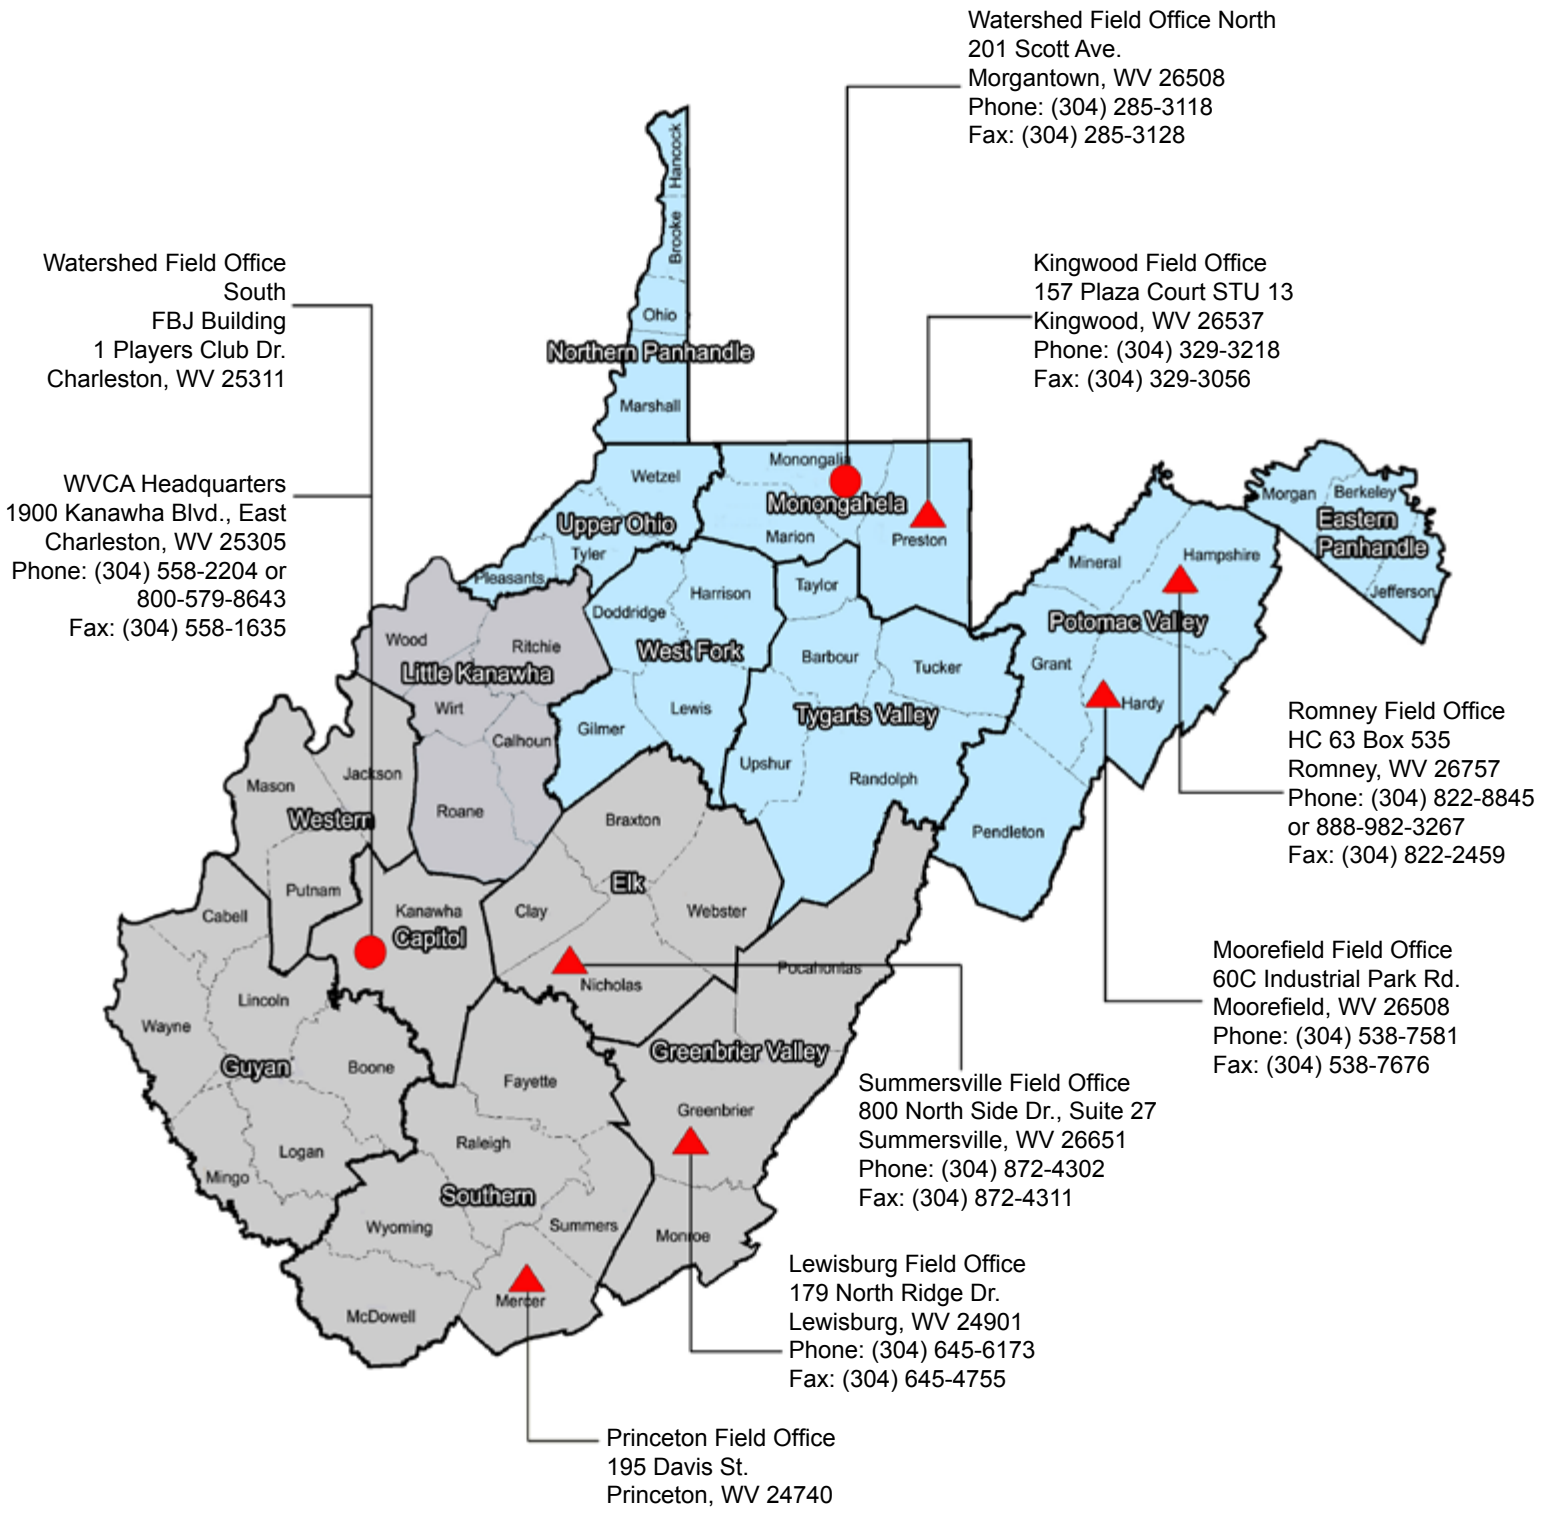 Watershed Field Office North
201 Scott Ave.
Morgantown, WV 26508
Phone: (304) 285-3118
Fax: (304) 285-3128
Watershed Field Office
South
FBJ Building
1 Players Club Dr.
Charleston, WV 25311
Kingwood Field Office
157 Plaza Court STU 13
Kingwood, WV 26537
Phone: (304) 329-3218
Fax: (304) 329-3056
WVCA Headquarters
1900 Kanawha Blvd., East
Charleston, WV 25305
Phone: (304) 558-2204 or
800-579-8643
Fax: (304) 558-1635
Hancock
Brooke
Ohio
Northern Panhandle
Marshall
Wetzel
Upper Ohio
Tyler
Pleasants
Monongalia
Monongahela
Marion
Preston
Morgan
Berkeley
Eastern
Panhandle
Jefferson
Mineral
Hampshire
Potomac Valley
Grant
Hardy
Pendleton
Doddridge
Harrison
West Fork
Gilmer
Lewis
Taylor
Barbour
Tucker
Tygarts Valley
Upshur
Randolph
Wood
Ritchie
Little Kanawha
Wirt
Calhoun
Roane
Mason
Jackson
Western
Putnam
Kanawha
Capitol
Braxton
Elk
Clay
Webster
Nicholas
Pocahontas
Greenbrier Valley
Greenbrier
Monroe
Cabell
Lincoln
Wayne
Guyan
Boone
Logan
Mingo
Fayette
Raleigh
Southern
Wyoming
Summers
Mercer
McDowell
Romney Field Office
HC 63 Box 535
Romney, WV 26757
Phone: (304) 822-8845
or 888-982-3267
Fax: (304) 822-2459
Moorefield Field Office
60C Industrial Park Rd.
Moorefield, WV 26508
Phone: (304) 538-7581
Fax: (304) 538-7676
Summersville Field Office
800 North Side Dr., Suite 27
Summersville, WV 26651
Phone: (304) 872-4302
Fax: (304) 872-4311
Lewisburg Field Office
179 North Ridge Dr.
Lewisburg, WV 24901
Phone: (304) 645-6173
Fax: (304) 645-4755
Princeton Field Office
195 Davis St.
Princeton, WV 24740